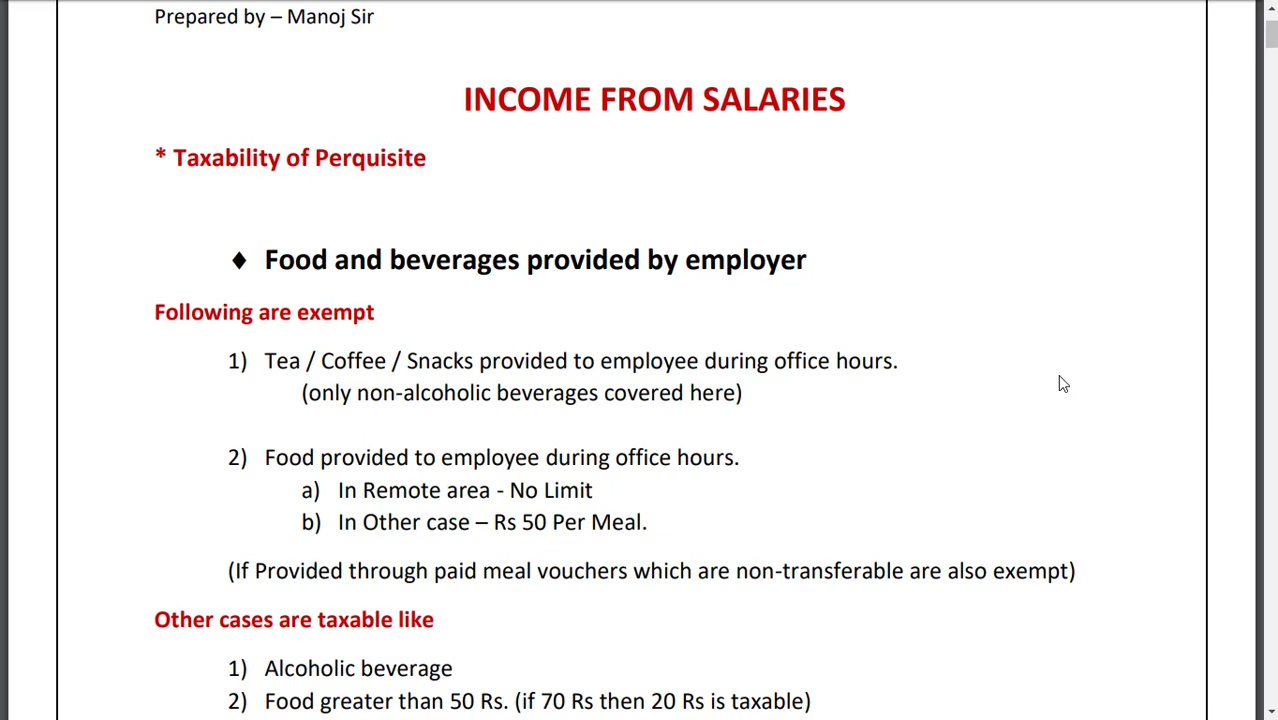 Prepared by – Manoj Sir
INCOME FROM SALARIES
* Taxability of Perquisite
♦ Food and beverages provided by employer
Following are exempt
1) Tea / Coffee / Snacks provided to employee during office hours.
(only non-alcoholic beverages covered here)
2) Food provided to employee during office hours.
a) In Remote area - No Limit
b) In Other case – Rs 50 Per Meal.
(If Provided through paid meal vouchers which are non-transferable are also exempt)
Other cases are taxable like
1) Alcoholic beverage
2) Food greater than 50 Rs. (if 70 Rs then 20 Rs is taxable)